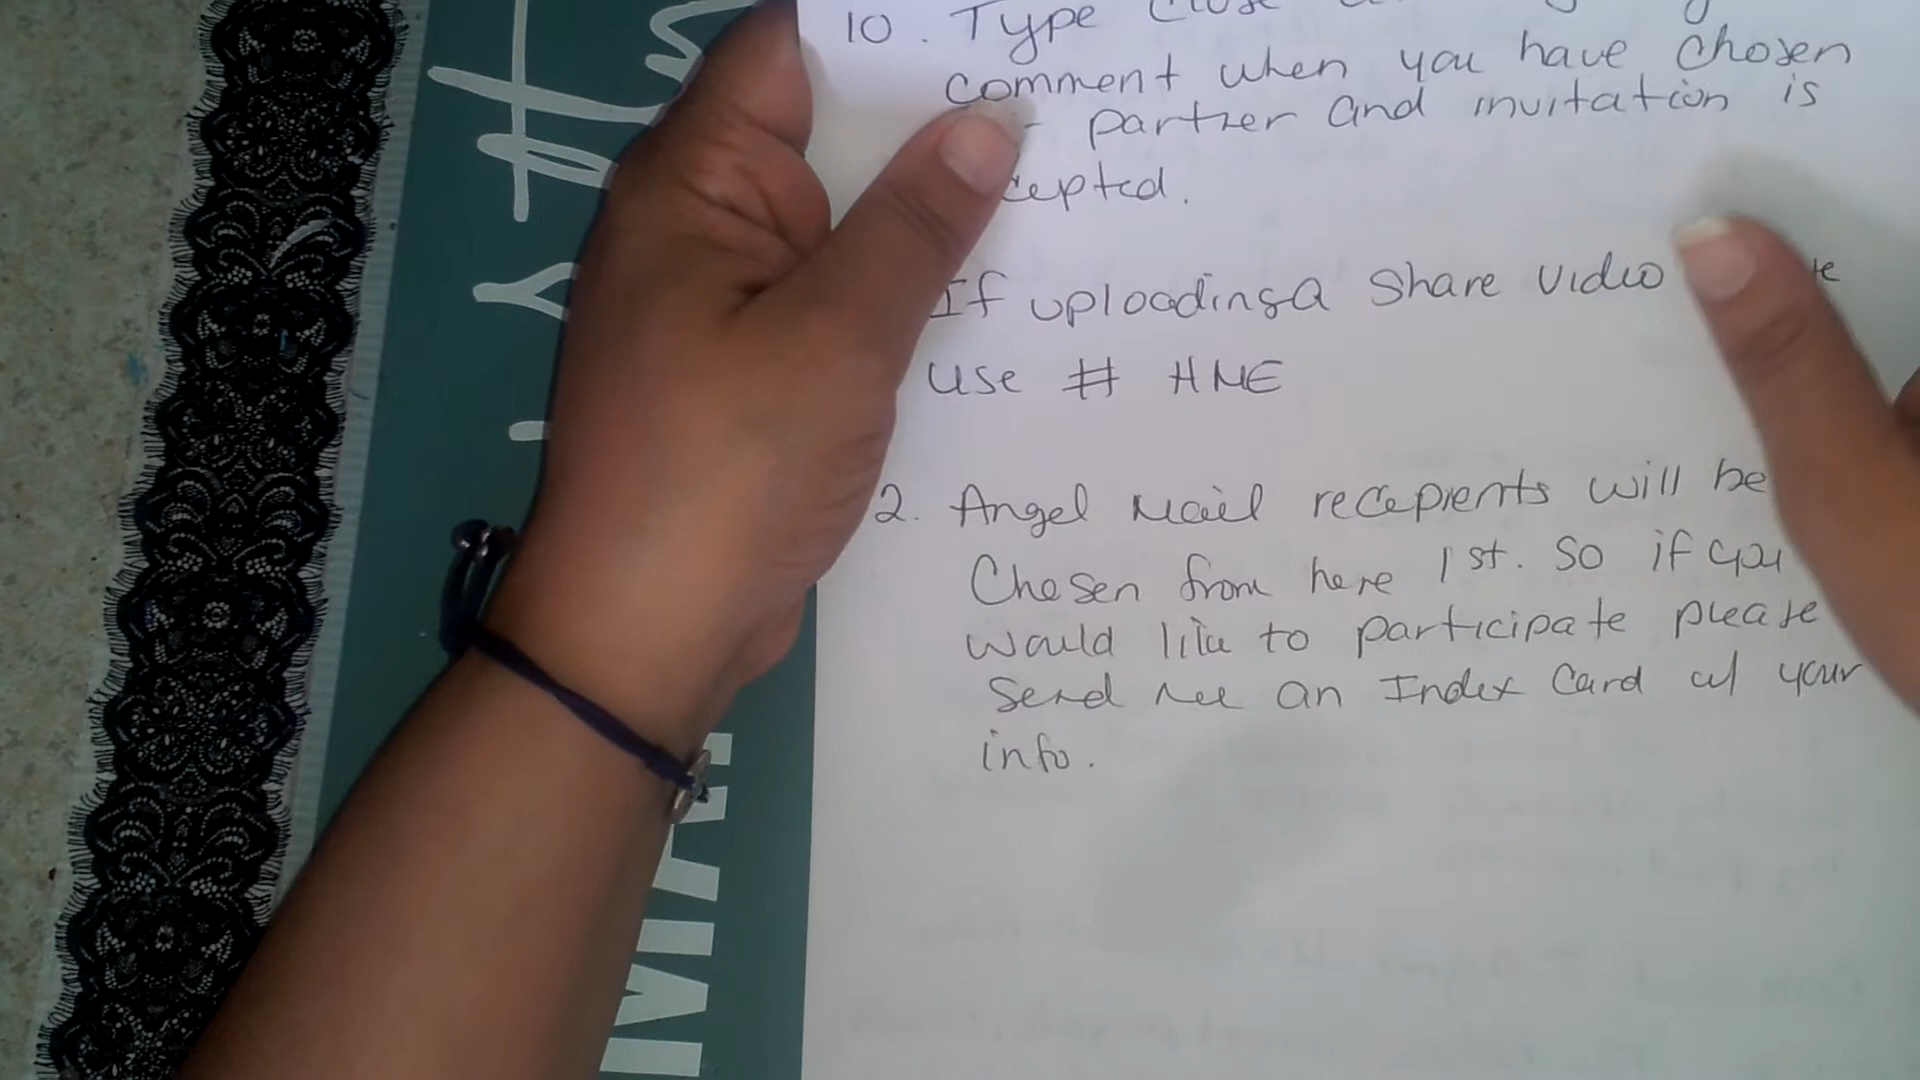 10. Type
comment when you have chosen
partner and invitation is
If uploading a share video
use # HME
2. Angel Mail recepients will be
Chosen from here 1st. So if you
would like to participate please
Send me an Index Card w/ your
info.